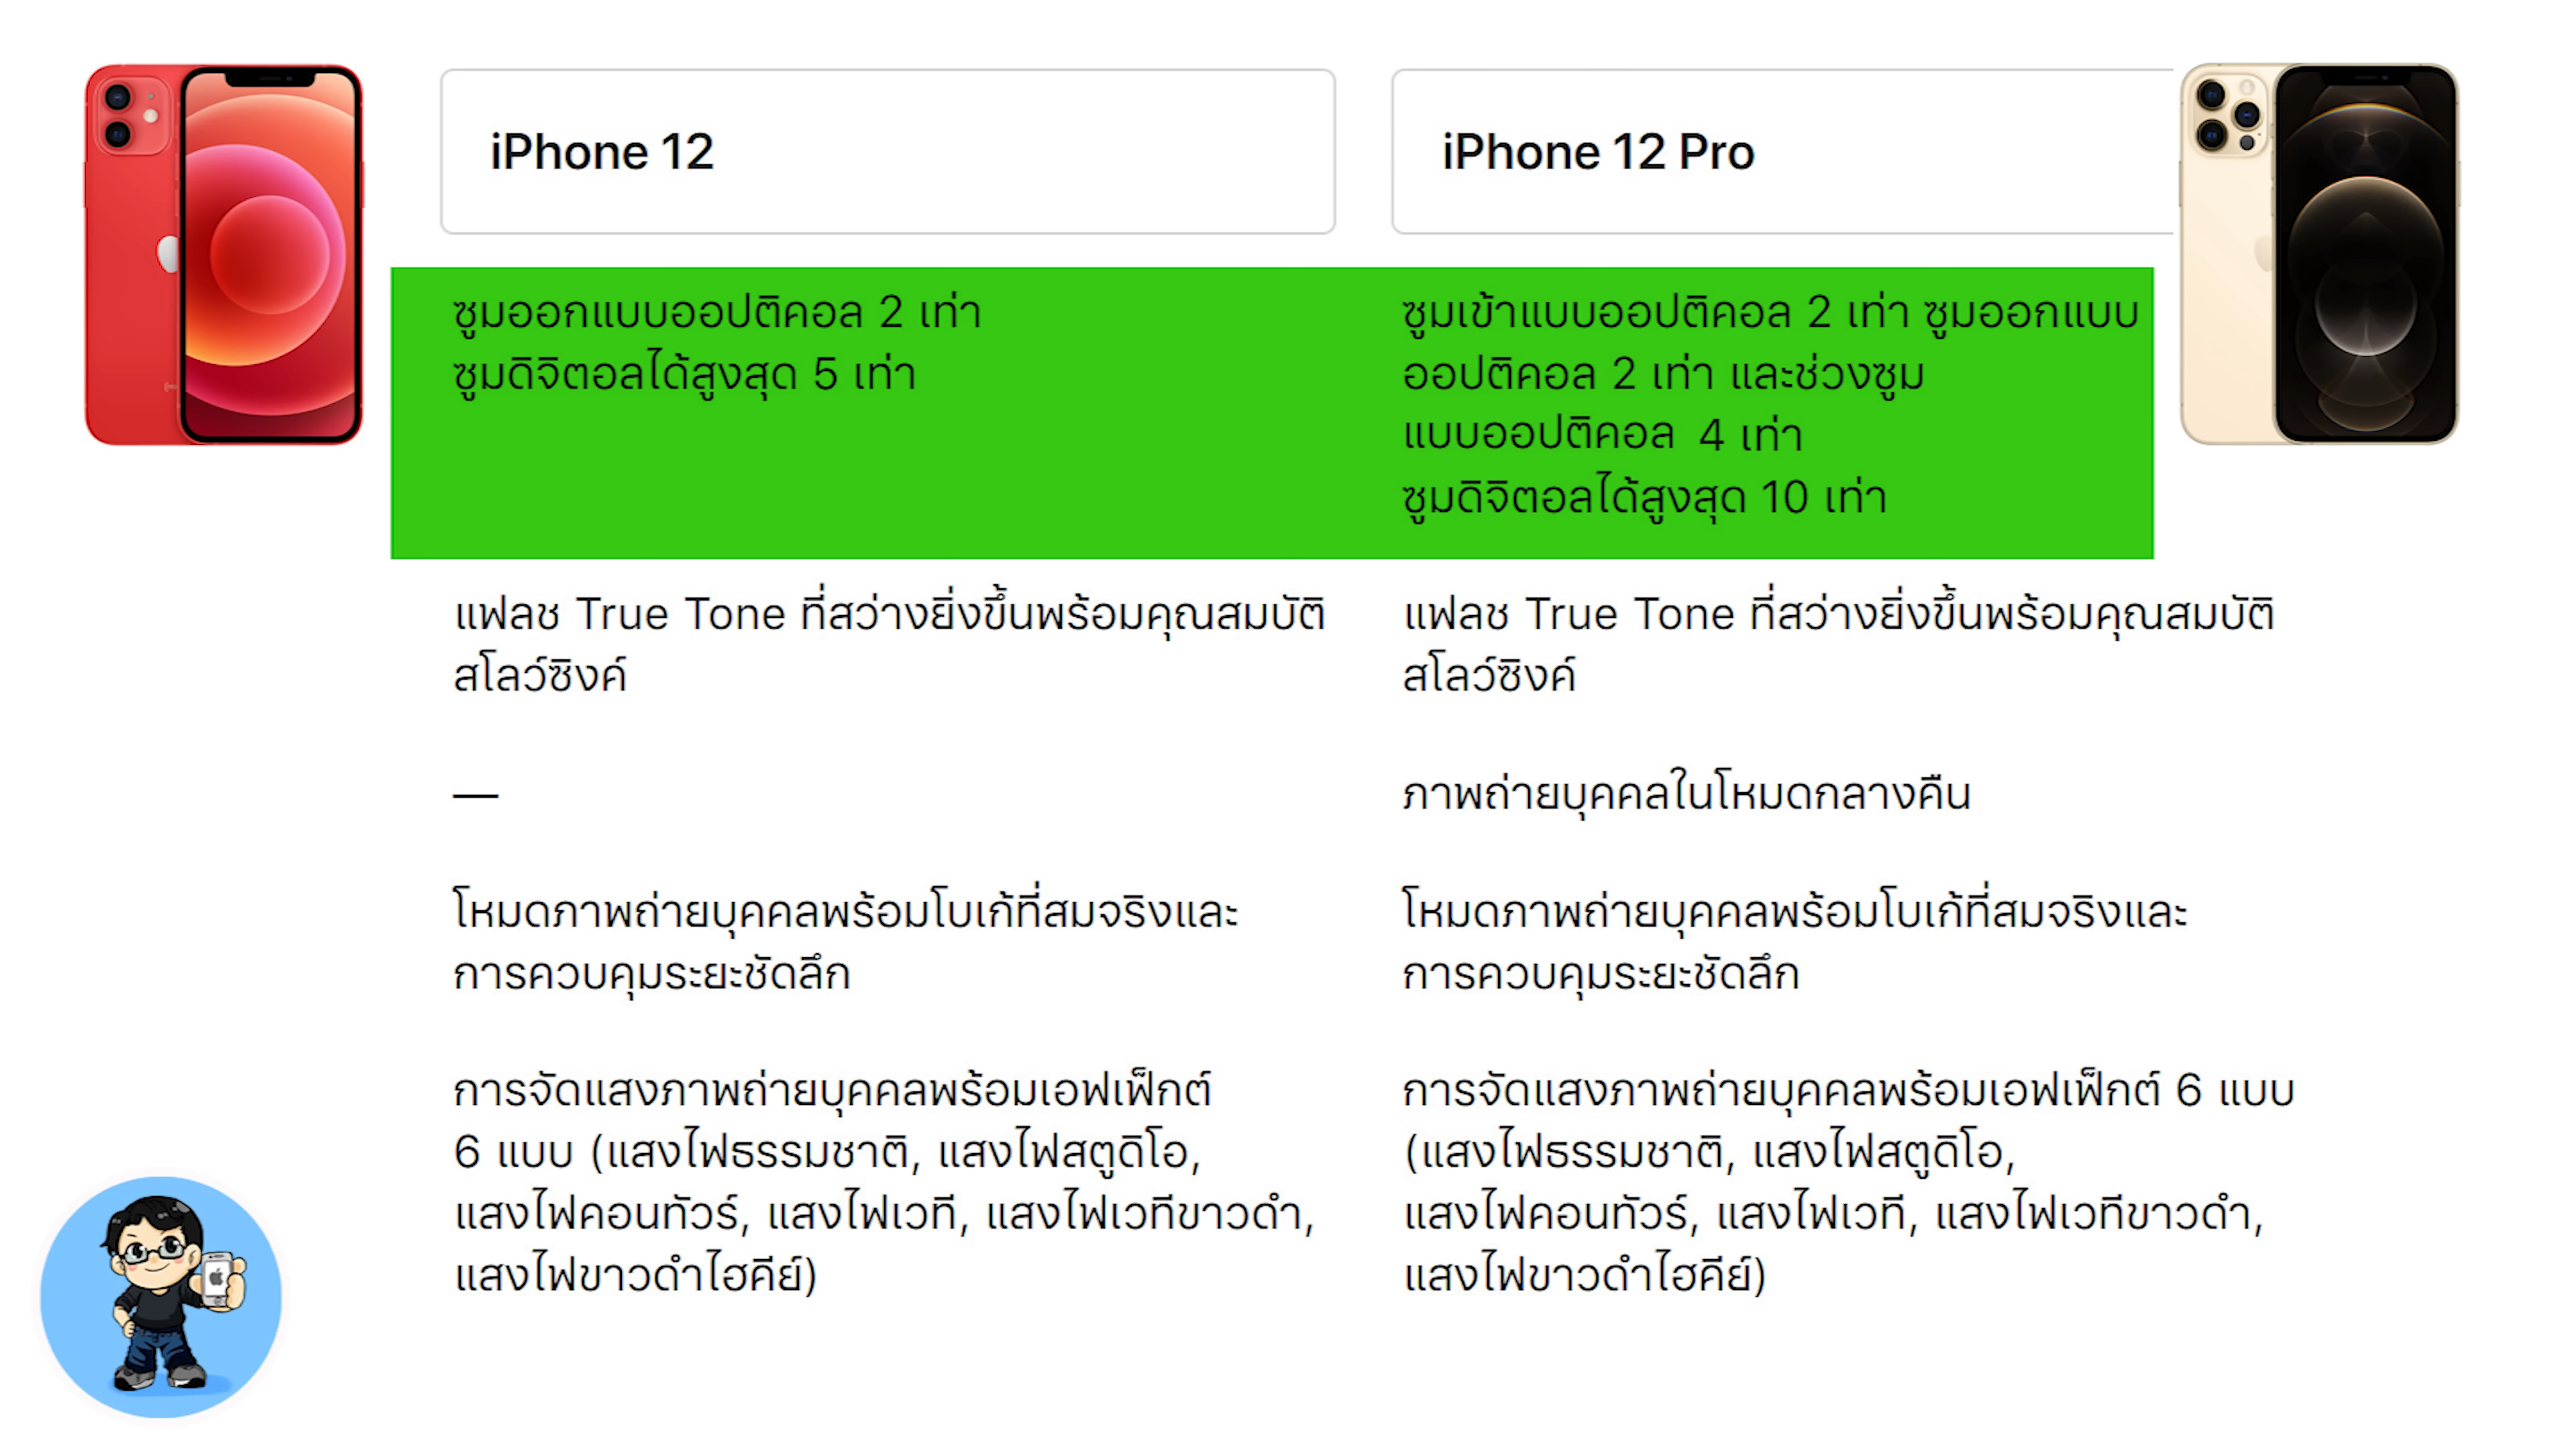 iPhone 12
iPhone 12 Pro
ซูมออกแบบออปติคอล 2 เท่า
ซูมดิจิตอลได้สูงสุด 5 เท่า
ซูมเข้าแบบออปติคอล 2 เท่า ซูมออกแบบ
ออปติคอล 2 เท่า และช่วงซูม
แบบออปติคอล 4 เท่า
ซูมดิจิตอลได้สูงสุด 10 เท่า
แฟลช True Tone ที่สว่างยิ่งขึ้นพร้อมคุณสมบัติ
สโลว์ซิงค์
แฟลช True Tone ที่สว่างยิ่งขึ้นพร้อมคุณสมบัติ
สโลว์ซิงค์
—
ภาพถ่ายบุคคลในโหมดกลางคืน
โหมดภาพถ่ายบุคคลพร้อมโบเก้ที่สมจริงและ
การควบคุมระยะชัดลึก
โหมดภาพถ่ายบุคคลพร้อมโบเก้ที่สมจริงและ
การควบคุมระยะชัดลึก
การจัดแสงภาพถ่ายบุคคลพร้อมเอฟเฟ็กต์
6 แบบ (แสงไฟธรรมชาติ, แสงไฟสตูดิโอ,
แสงไฟคอนทัวร์, แสงไฟเวที, แสงไฟเวทีขาวดำ,
แสงไฟขาวดำไฮคีย์)
การจัดแสงภาพถ่ายบุคคลพร้อมเอฟเฟ็กต์ 6 แบบ
(แสงไฟธรรมชาติ, แสงไฟสตูดิโอ,
แสงไฟคอนทัวร์, แสงไฟเวที, แสงไฟเวทีขาวดำ,
แสงไฟขาวดำไฮคีย์)